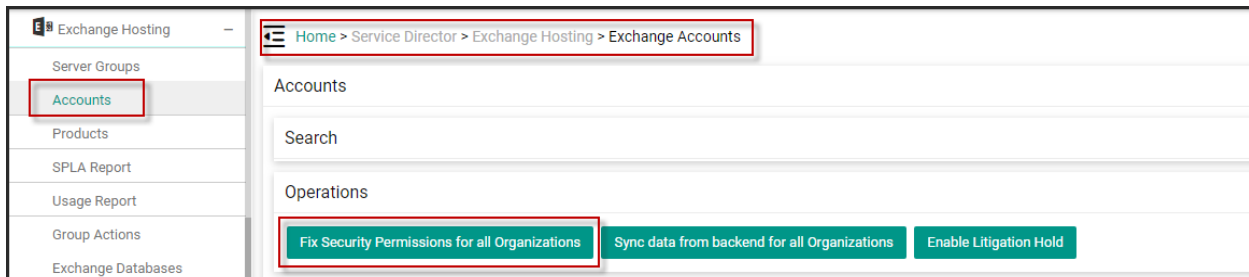 Exchange Hosting –
Home > Service Director > Exchange Hosting > Exchange Accounts
Server Groups
Accounts
Products
SPLA Report
Usage Report
Group Actions
Exchange Databases
Accounts
Search
Operations
Fix Security Permissions for all Organizations
Sync data from backend for all Organizations
Enable Litigation Hold